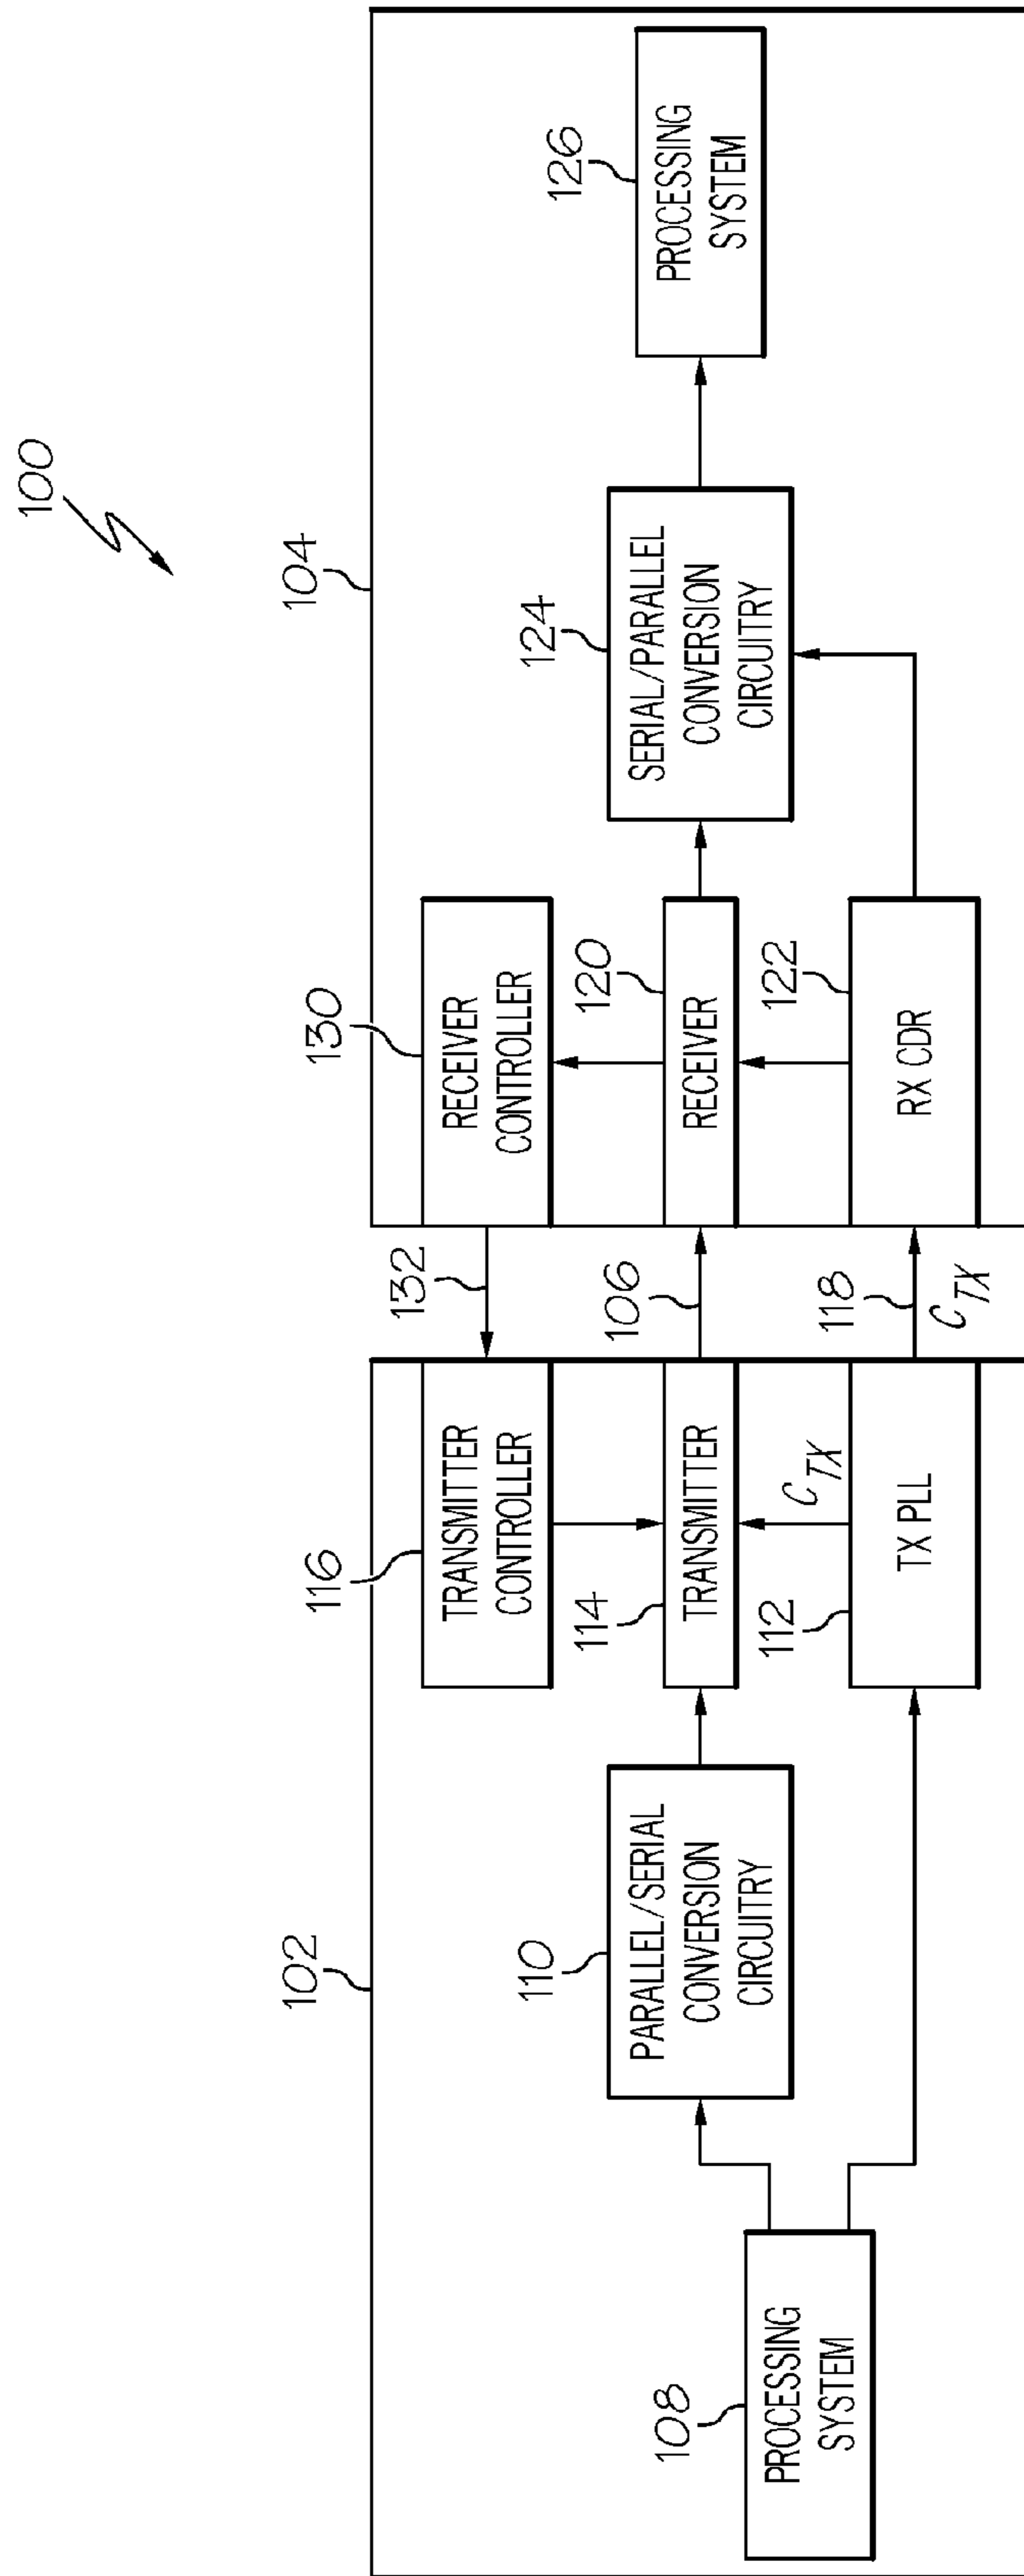 100
102
104
116
TRANSMITTER
CONTROLLER
132
130
RECEIVER
CONTROLLER
108
PROCESSING
SYSTEM
110
PARALLEL/SERIAL
CONVERSION
CIRCUITRY
114
TRANSMITTER
106
120
RECEIVER
124
SERIAL/PARALLEL
CONVERSION
CIRCUITRY
126
PROCESSING
SYSTEM
112
C TX
TX PLL
118
C TX
122
RX CDR